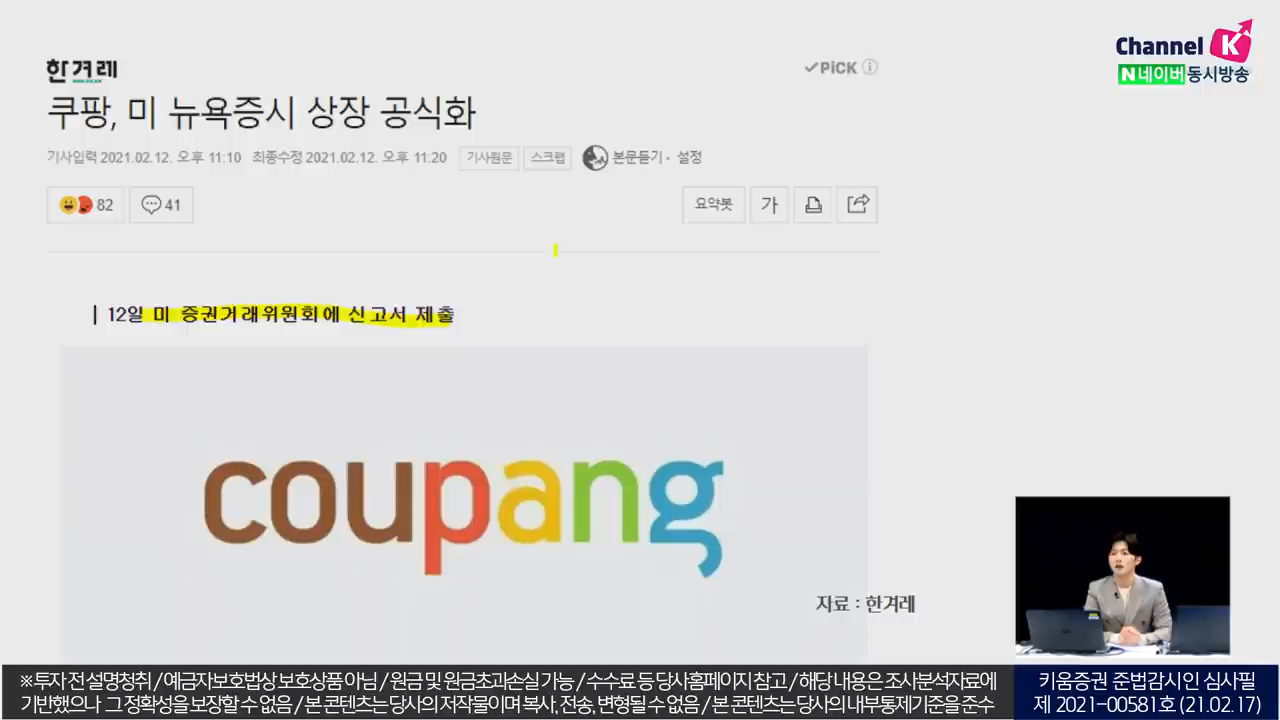 Channel K
N네이버 동시방송
한겨레
✓PiCK ⓘ
쿠팡, 미 뉴욕증시 상장 공식화
기사입력 2021.02.12. 오후 11:10 최종수정 2021.02.12. 오후 11:20 기사원문 스크랩 본문듣기 · 설정
82 41 요약봇 가
| 12일 미 증권거래위원회에 신고서 제출
coupang
자료 : 한겨레
※ 투자 전 설명청취 / 예금자보호법상 보호상품 아님 / 원금 및 원금초과손실 가능 / 수수료 등 당사홈페이지 참고 / 해당 내용은 조사분석자료에
기반했으나 그 정확성을 보장할 수 없음 / 본 콘텐츠는 당사의 저작물이며 복사, 전송, 변형될 수 없음 / 본 콘텐츠는 당사의 내부통제기준을 준수
키움증권 준법감시인 심사필
제 2021-00581호 (21.02.17)